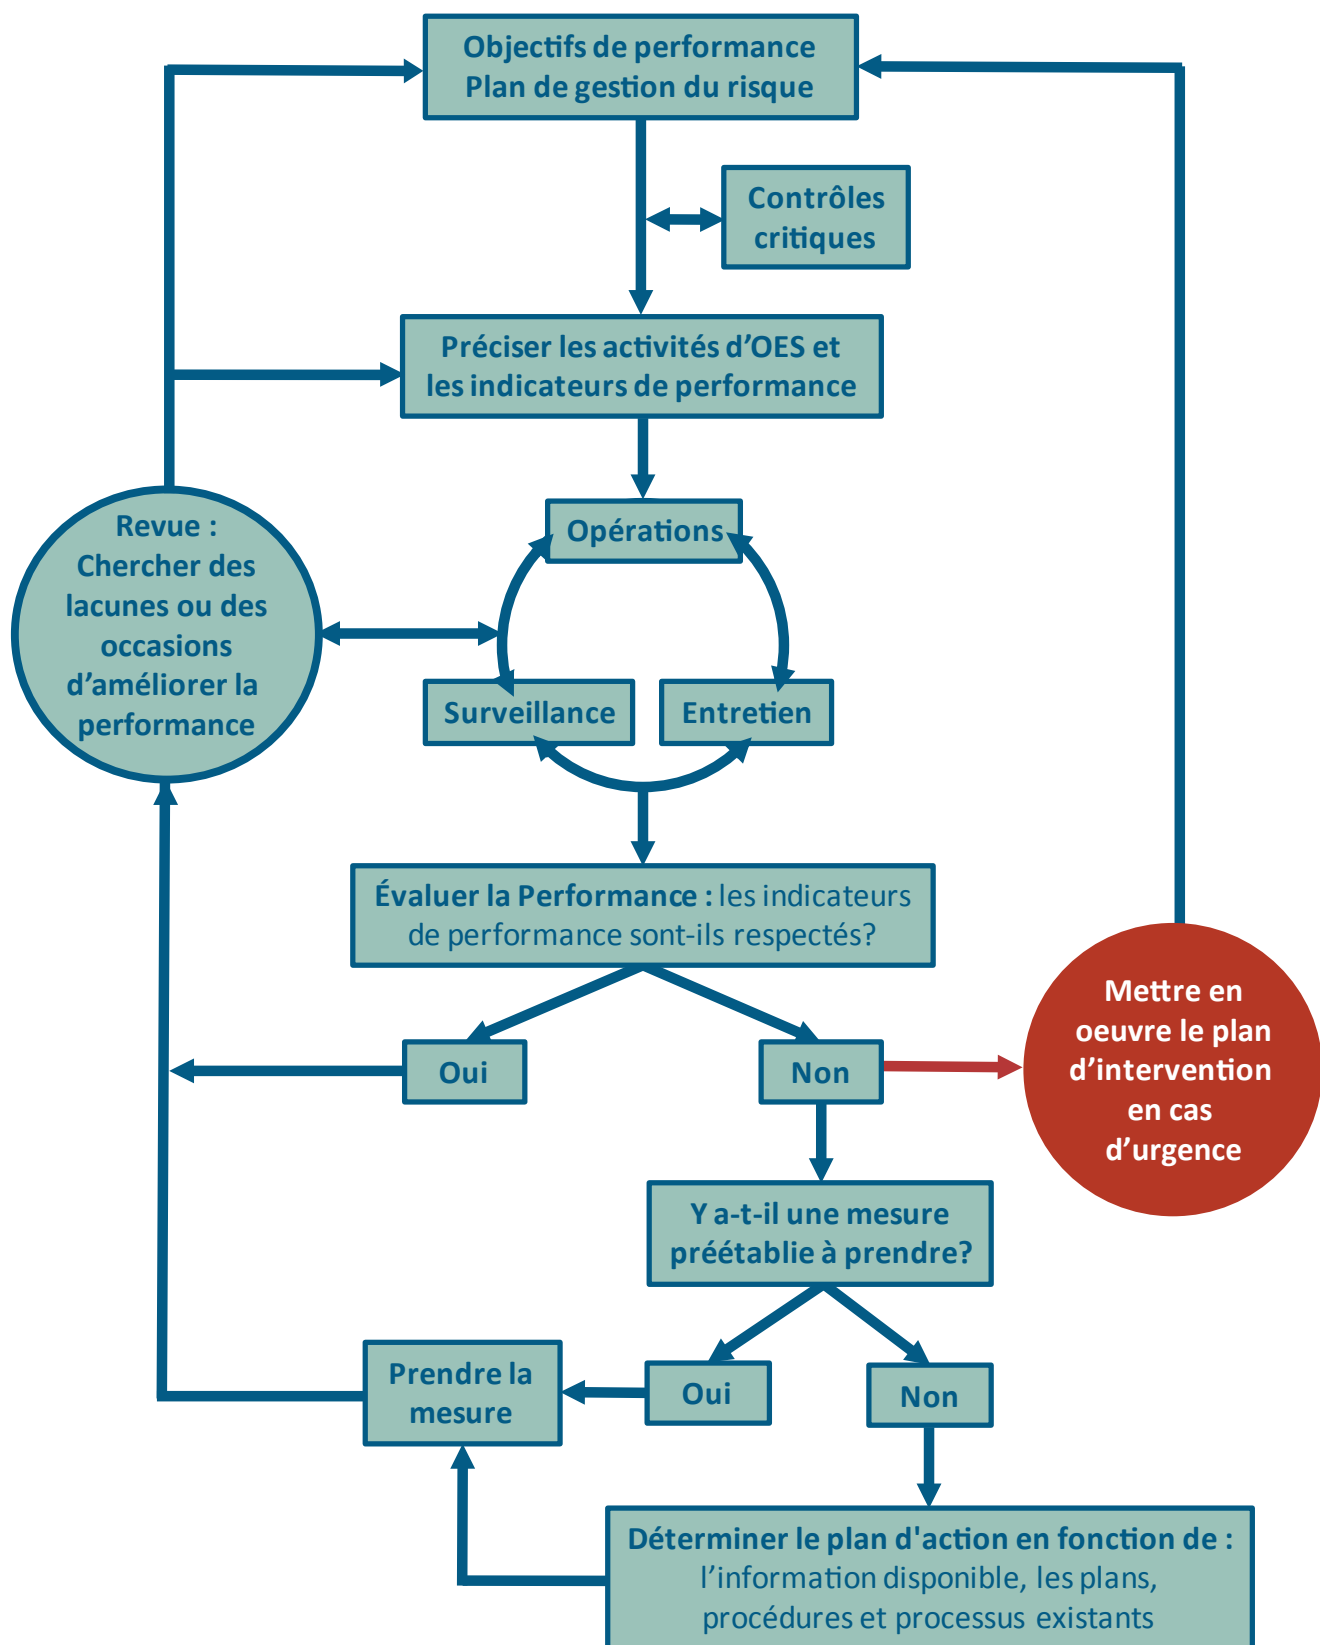 Objectifs de performance
Plan de gestion du risque
Contrôles
critiques
Préciser les activités d’OES et
les indicateurs de performance
Opérations
Revue :
Chercher des
lacunes ou des
occasions
d’améliorer la
performance
Surveillance
Entretien
Évaluer la Performance : les indicateurs
de performance sont-ils respectés?
Oui
Non
Mettre en
oeuvre le plan
d’intervention
en cas
d’urgence
Y a-t-il une mesure
préétablie à prendre?
Prendre la
mesure
Oui
Non
Déterminer le plan d'action en fonction de :
l’information disponible, les plans,
procédures et processus existants